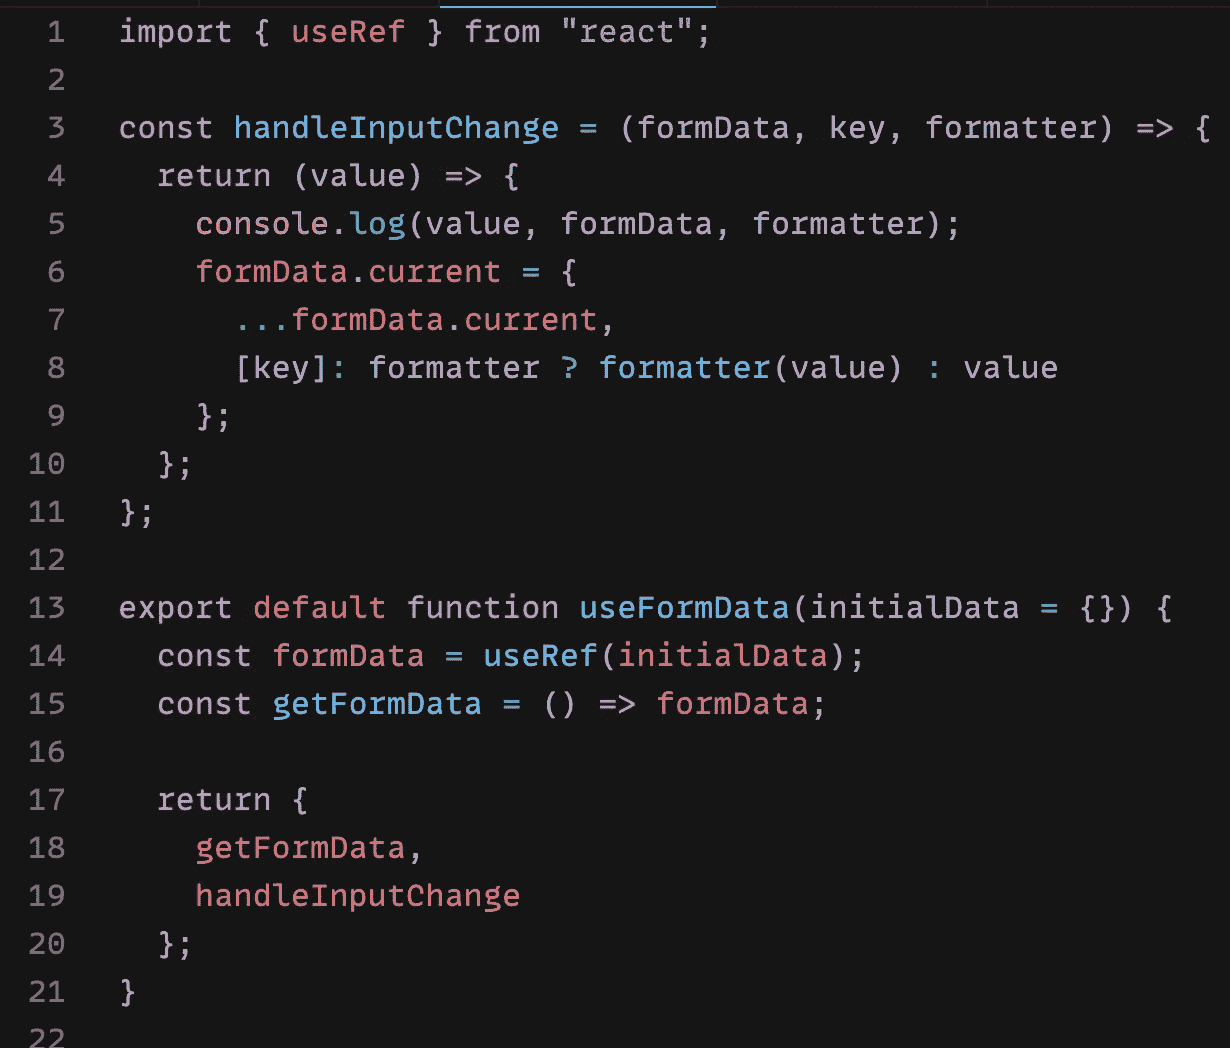 1 import { useRef } from "react";
2
3 const handleInputChange = (formData, key, formatter) => {
4   return (value) => {
5     console.log(value, formData, formatter);
6     formData.current = {
7       ...formData.current,
8       [key]: formatter ? formatter(value) : value
9     };
10   };
11 };
12
13 export default function useFormData(initialData = {}) {
14   const formData = useRef(initialData);
15   const getFormData = () => formData;
16
17   return {
18     getFormData,
19     handleInputChange
20   };
21 }
22